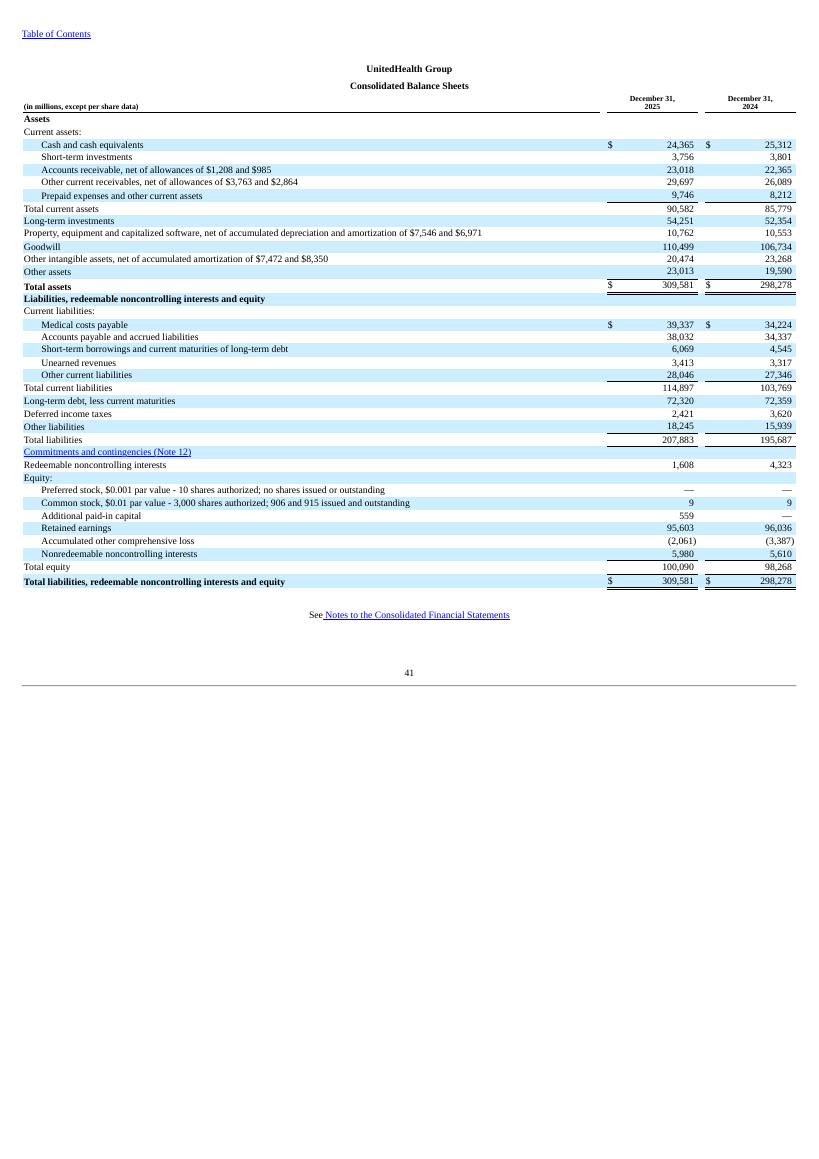 Table of Contents
UnitedHealth Group
Consolidated Balance Sheets
(in millions, except per share data) December 31, 2025 December 31, 2024
Assets
Current assets:
Cash and cash equivalents $ 24,365 $ 25,312
Short-term investments 3,756 3,801
Accounts receivable, net of allowances of $1,208 and $985 23,018 22,365
Other current receivables, net of allowances of $3,763 and $2,864 29,697 26,089
Prepaid expenses and other current assets 9,746 8,212
Total current assets 90,582 85,779
Long-term investments 54,251 52,354
Property, equipment and capitalized software, net of accumulated depreciation and amortization of $7,546 and $6,971 10,762 10,553
Goodwill 110,499 106,734
Other intangible assets, net of accumulated amortization of $7,472 and $8,350 20,474 23,268
Other assets 23,013 19,590
Total assets $ 309,581 $ 298,278
Liabilities, redeemable noncontrolling interests and equity
Current liabilities:
Medical costs payable $ 39,337 $ 34,224
Accounts payable and accrued liabilities 38,032 34,337
Short-term borrowings and current maturities of long-term debt 6,069 4,545
Unearned revenues 3,413 3,317
Other current liabilities 28,046 27,346
Total current liabilities 114,897 103,769
Long-term debt, less current maturities 72,320 72,359
Deferred income taxes 2,421 3,620
Other liabilities 18,245 15,939
Total liabilities 207,883 195,687
Commitments and contingencies (Note 12)
Redeemable noncontrolling interests 1,608 4,323
Equity:
Preferred stock, $0.001 par value - 10 shares authorized; no shares issued or outstanding — —
Common stock, $0.01 par value - 3,000 shares authorized; 906 and 915 issued and outstanding 9 9
Additional paid-in capital 559 —
Retained earnings 95,603 96,036
Accumulated other comprehensive loss (2,061) (3,387)
Nonredeemable noncontrolling interests 5,980 5,610
Total equity 100,090 98,268
Total liabilities, redeemable noncontrolling interests and equity $ 309,581 $ 298,278
See Notes to the Consolidated Financial Statements
41